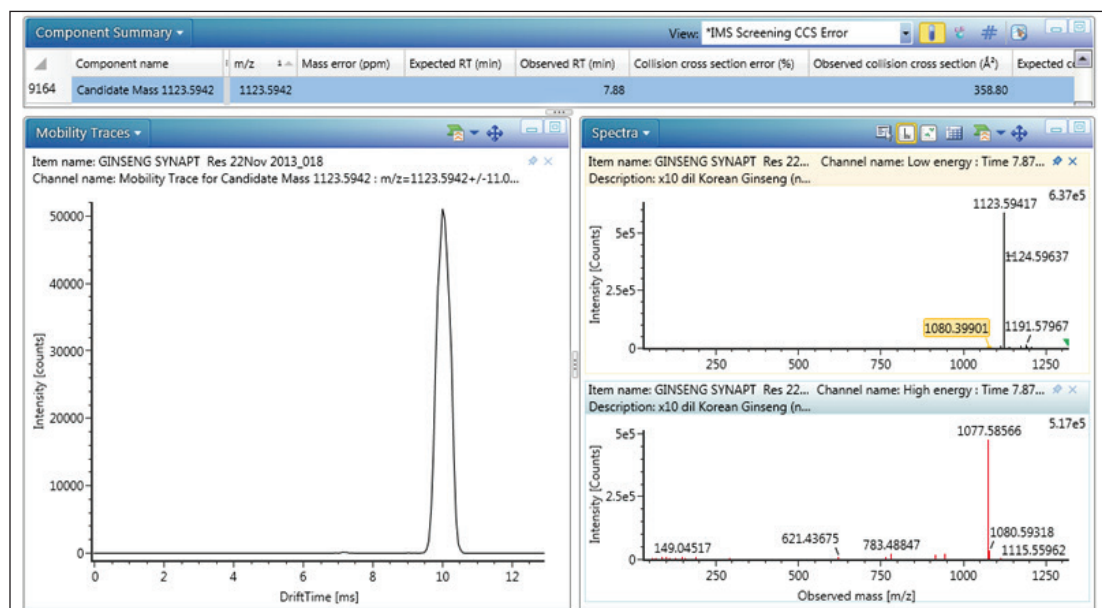 Component Summary
View: *IMS Screening CCS Error
Component name m/z Mass error (ppm) Expected RT (min) Observed RT (min) Collision cross section error (%) Observed collision cross section (Å²) Expected
9164 Candidate Mass 1123.5942 1123.5942 7.88 358.80
Mobility Traces
Item name: GINSENG SYNAPT Res 22Nov 2013_018
Channel name: Mobility Trace for Candidate Mass 1123.5942 : m/z=1123.5942+/-11.0...
Intensity [counts]
50000
40000
30000
20000
10000
0
0 2 4 6 8 10 12
DriftTime [ms]
Spectra
Item name: GINSENG SYNAPT Res 22... Channel name: Low energy : Time 7.87...
Description: x10 dil Korean Ginseng (n...
6.37e5
1123.59417
1124.59637
1080.39901
1191.57967
Intensity [Counts]
5e5
2.5e5
0
250 500 750 1000 1250
Item name: GINSENG SYNAPT Res 22... Channel name: High energy : Time 7.87...
Description: x10 dil Korean Ginseng (n...
5.17e5
1077.58566
1080.59318
1115.55962
149.04517
621.43675
783.48847
Intensity [Counts]
5e5
2.5e5
0
250 500 750 1000 1250
Observed mass [m/z]